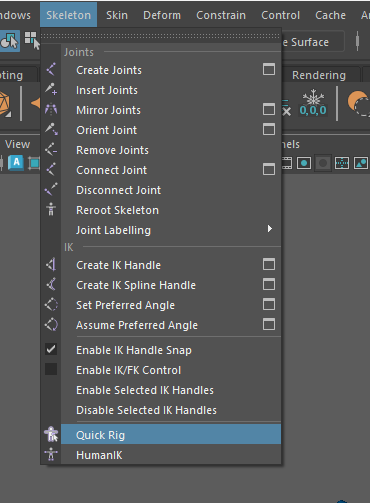 ndows Skeleton Skin Deform Constrain Control Cache A
e Surface
pting
Rendering
0,0,0
View
nels
A
Joints
Create Joints
Insert Joints
Mirror Joints
Orient Joint
Remove Joints
Connect Joint
Disconnect Joint
Reroot Skeleton
Joint Labelling
IK
Create IK Handle
Create IK Spline Handle
Set Preferred Angle
Assume Preferred Angle
Enable IK Handle Snap
Enable IK/FK Control
Enable Selected IK Handles
Disable Selected IK Handles
Quick Rig
HumanIK